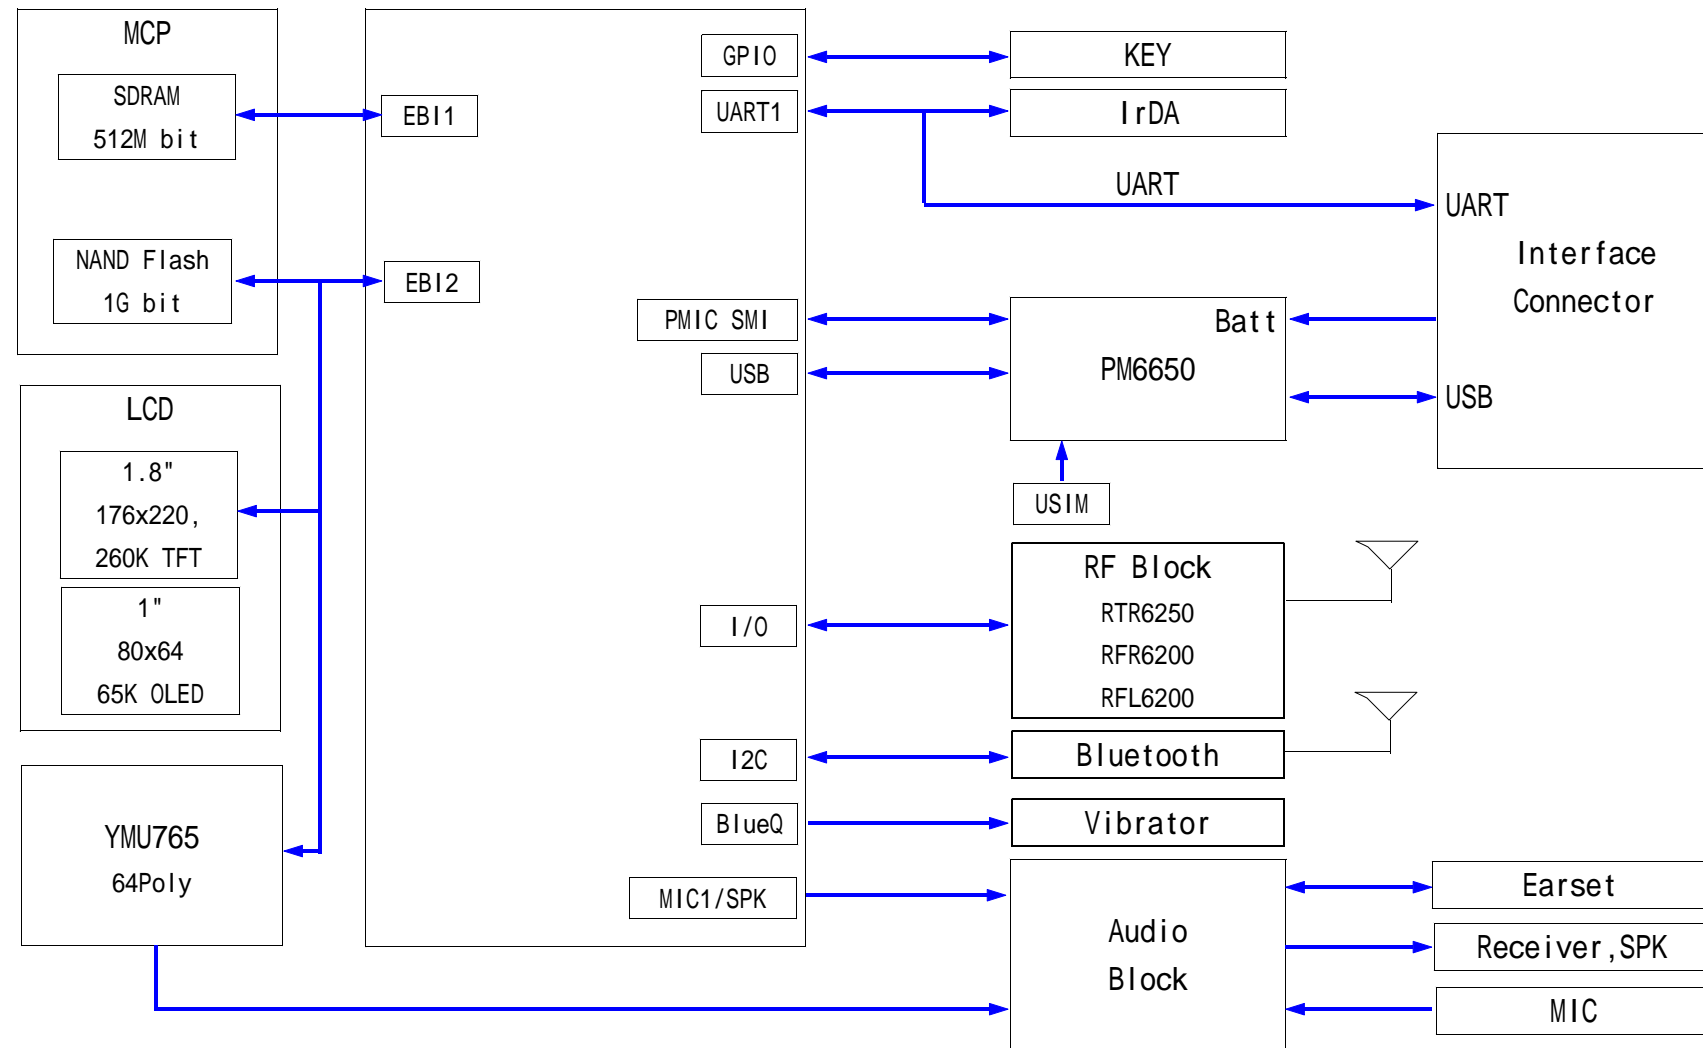 MCP
SDRAM
512M bit
NAND Flash
1G bit
LCD
1.8"
176x220,
260K TFT
1"
80x64
65K OLED
YMU765
64Poly
EBI1
EBI2
GPIO
UART1
PMIC SMI
USB
I/O
I2C
BlueQ
MIC1/SPK
KEY
IrDA
UART
Batt
PM6650
USIM
RF Block
RTR6250
RFR6200
RFL6200
Bluetooth
Vibrator
Audio
Block
UART
Interface
Connector
USB
Earset
Receiver,SPK
MIC